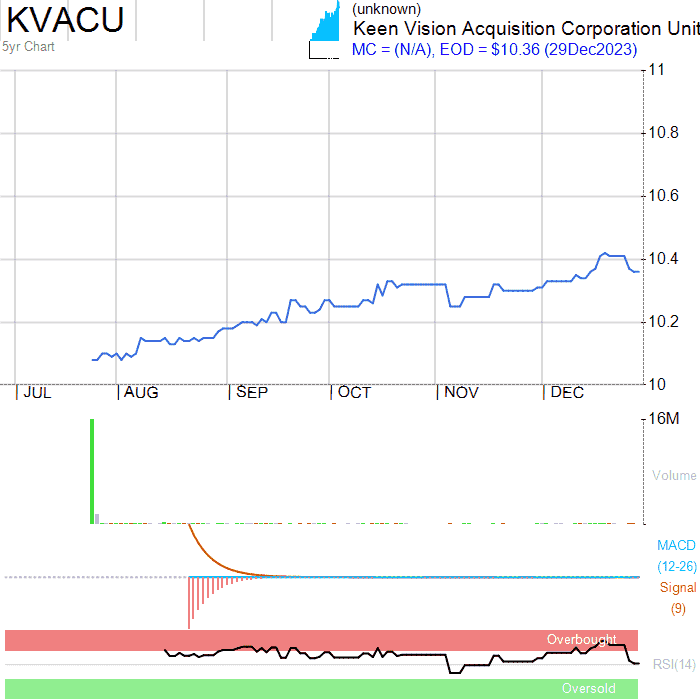 KVACU
5yr Chart
(unknown)
Keen Vision Acquisition Corporation Unit
MC = (N/A), EOD = $10.36 (29Dec2023)
11
10.8
10.6
10.4
10.2
10
JUL AUG SEP OCT NOV DEC
16M
Volume
MACD
(12-26)
Signal
(9)
Overbought
RSI(14)
Oversold